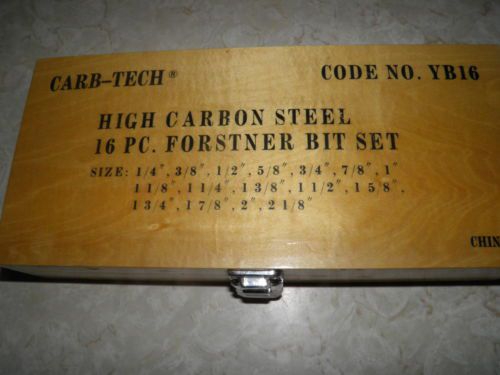 CARB-TECH® CODE NO. YB16
HIGH CARBON STEEL
16 PC. FORSTNER BIT SET
SIZE: 1/4″, 3/8″, 1/2″, 5/8″, 3/4″, 7/8″, 1″
1 1/8″, 1 1/4″, 1 3/8″, 1 1/2″, 1 5/8″,
1 3/4″, 1 7/8″, 2″, 2 1/8″
CHIN